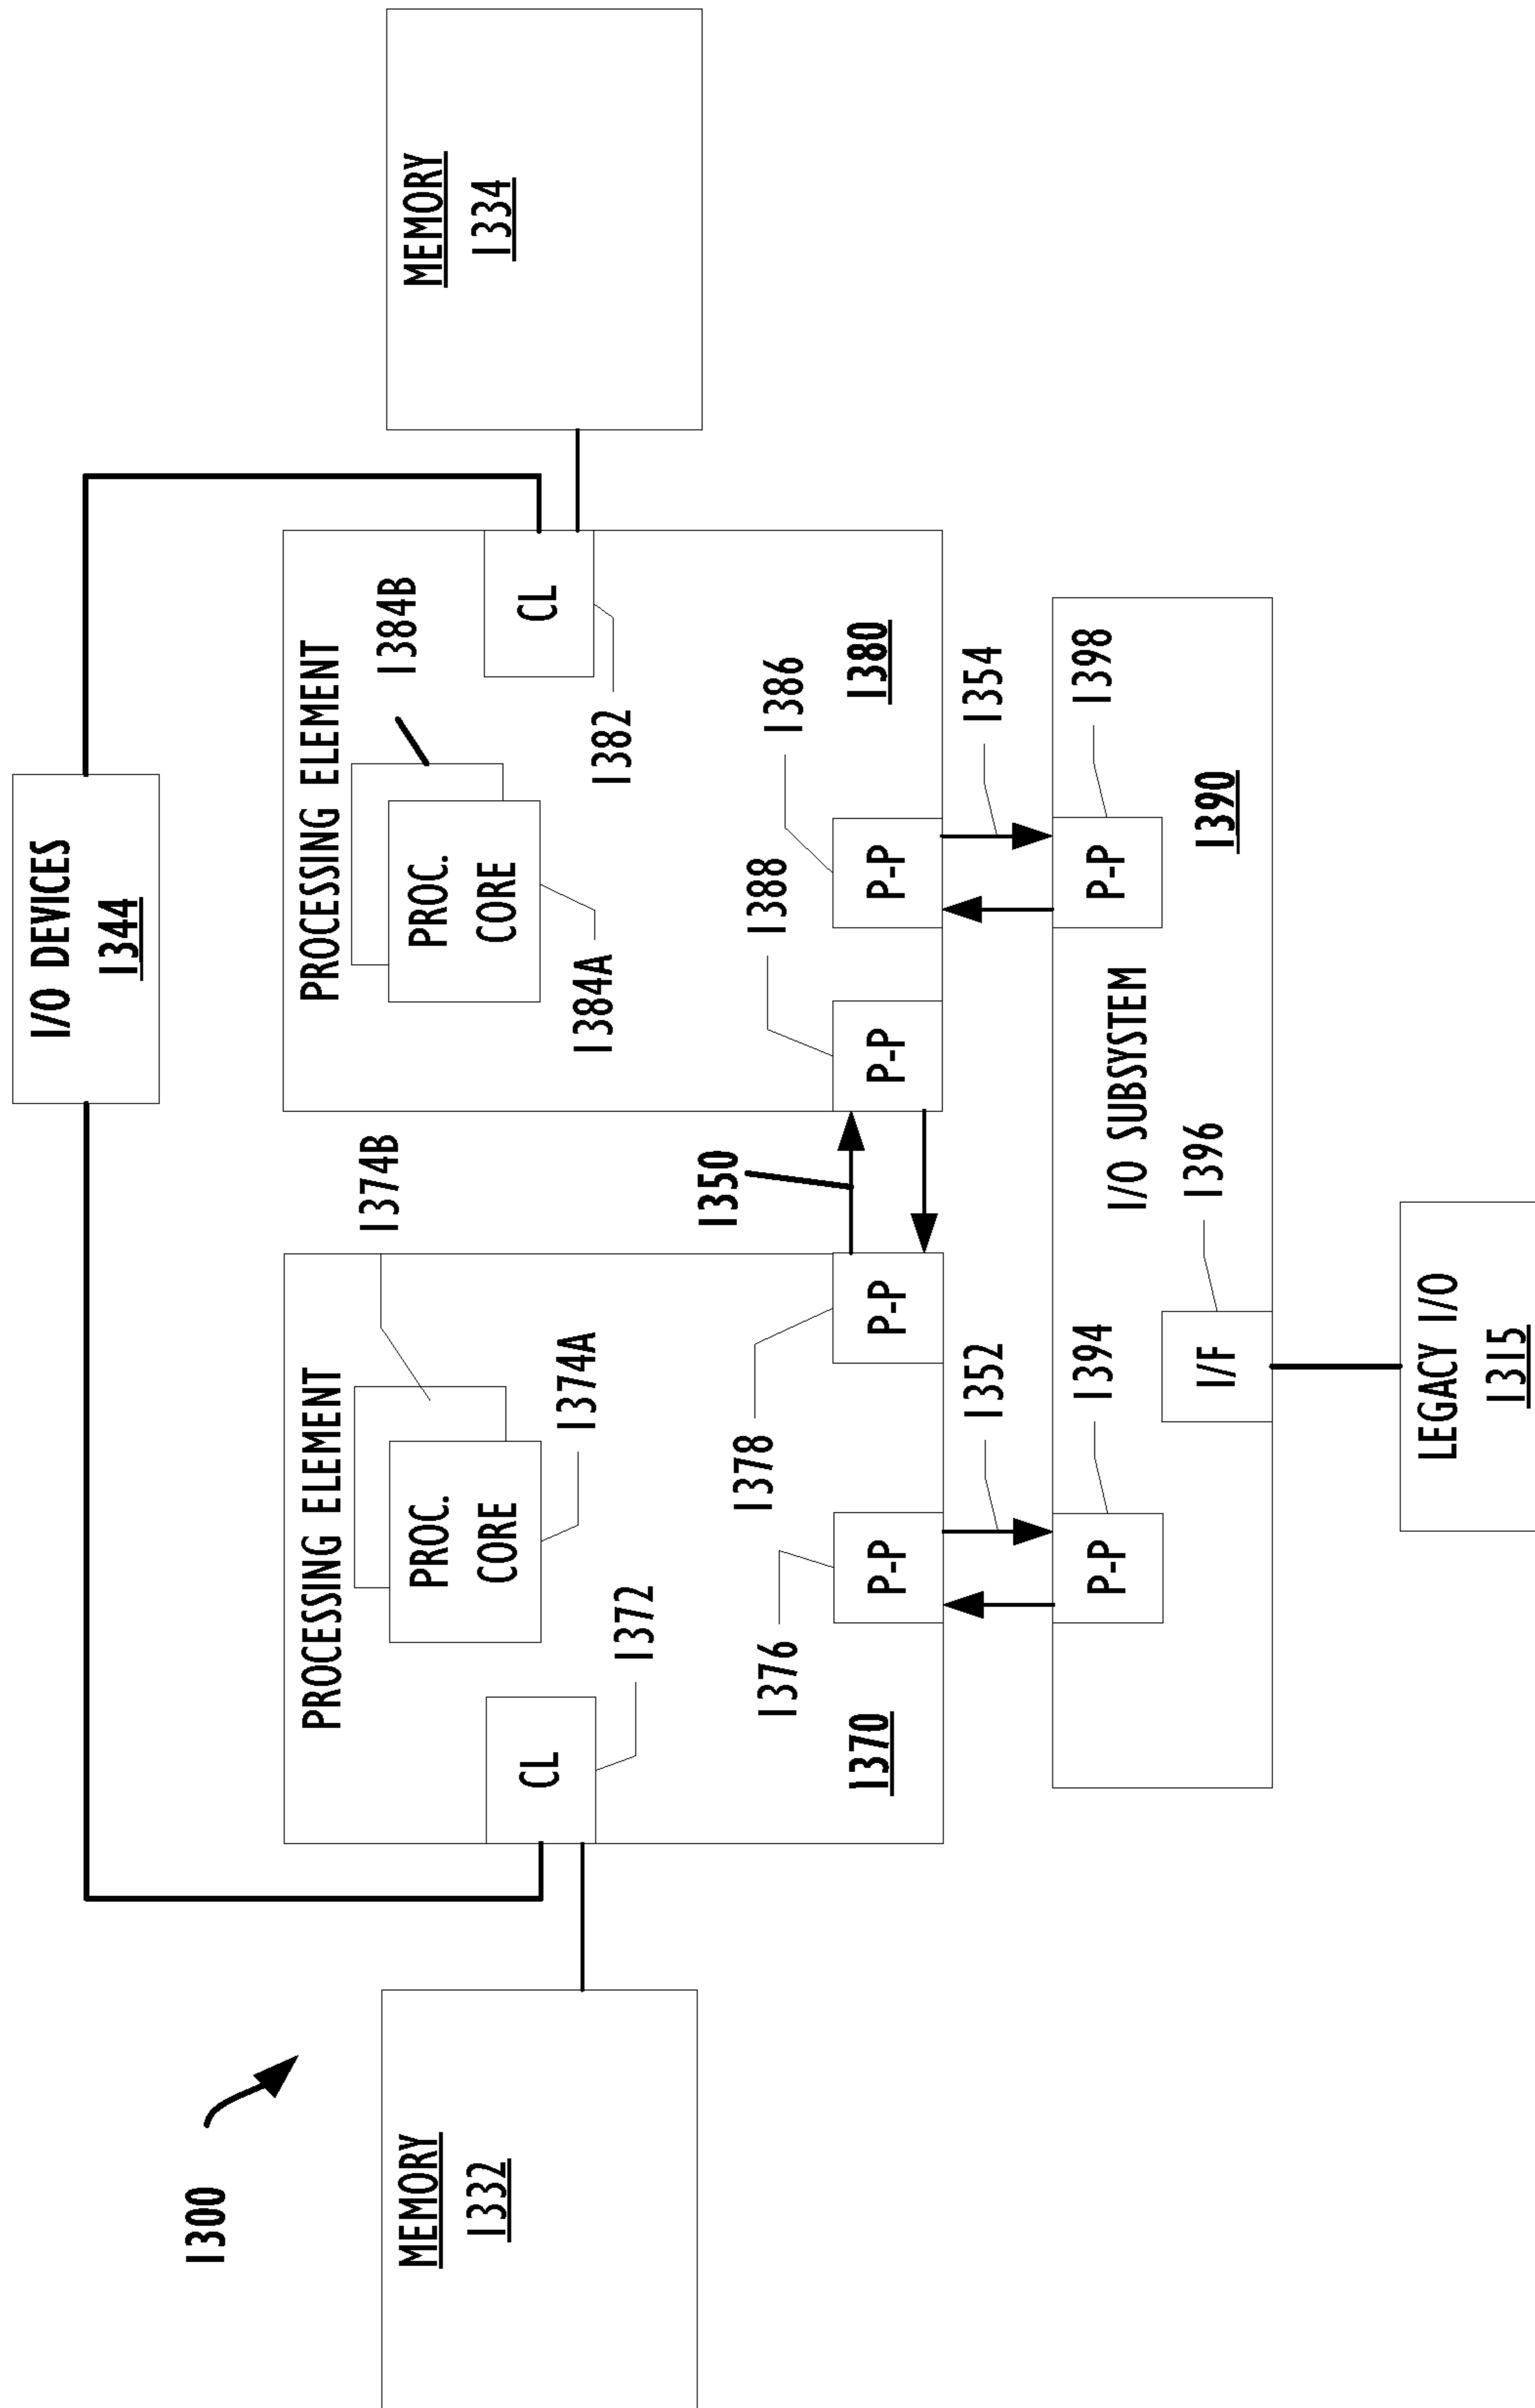 1300
I/O DEVICES
1344
MEMORY
1332
PROCESSING ELEMENT
1374B
PROC.
CORE
1374A
CL
1372
1378
P-P
1376
P-P
1370
1350
PROCESSING ELEMENT
1384B
PROC.
CORE
1384A
CL
1382
1388
P-P
1386
P-P
1380
MEMORY
1334
1352
1354
1394
P-P
I/O SUBSYSTEM
1398
P-P
1396
I/F
1390
LEGACY I/O
1315